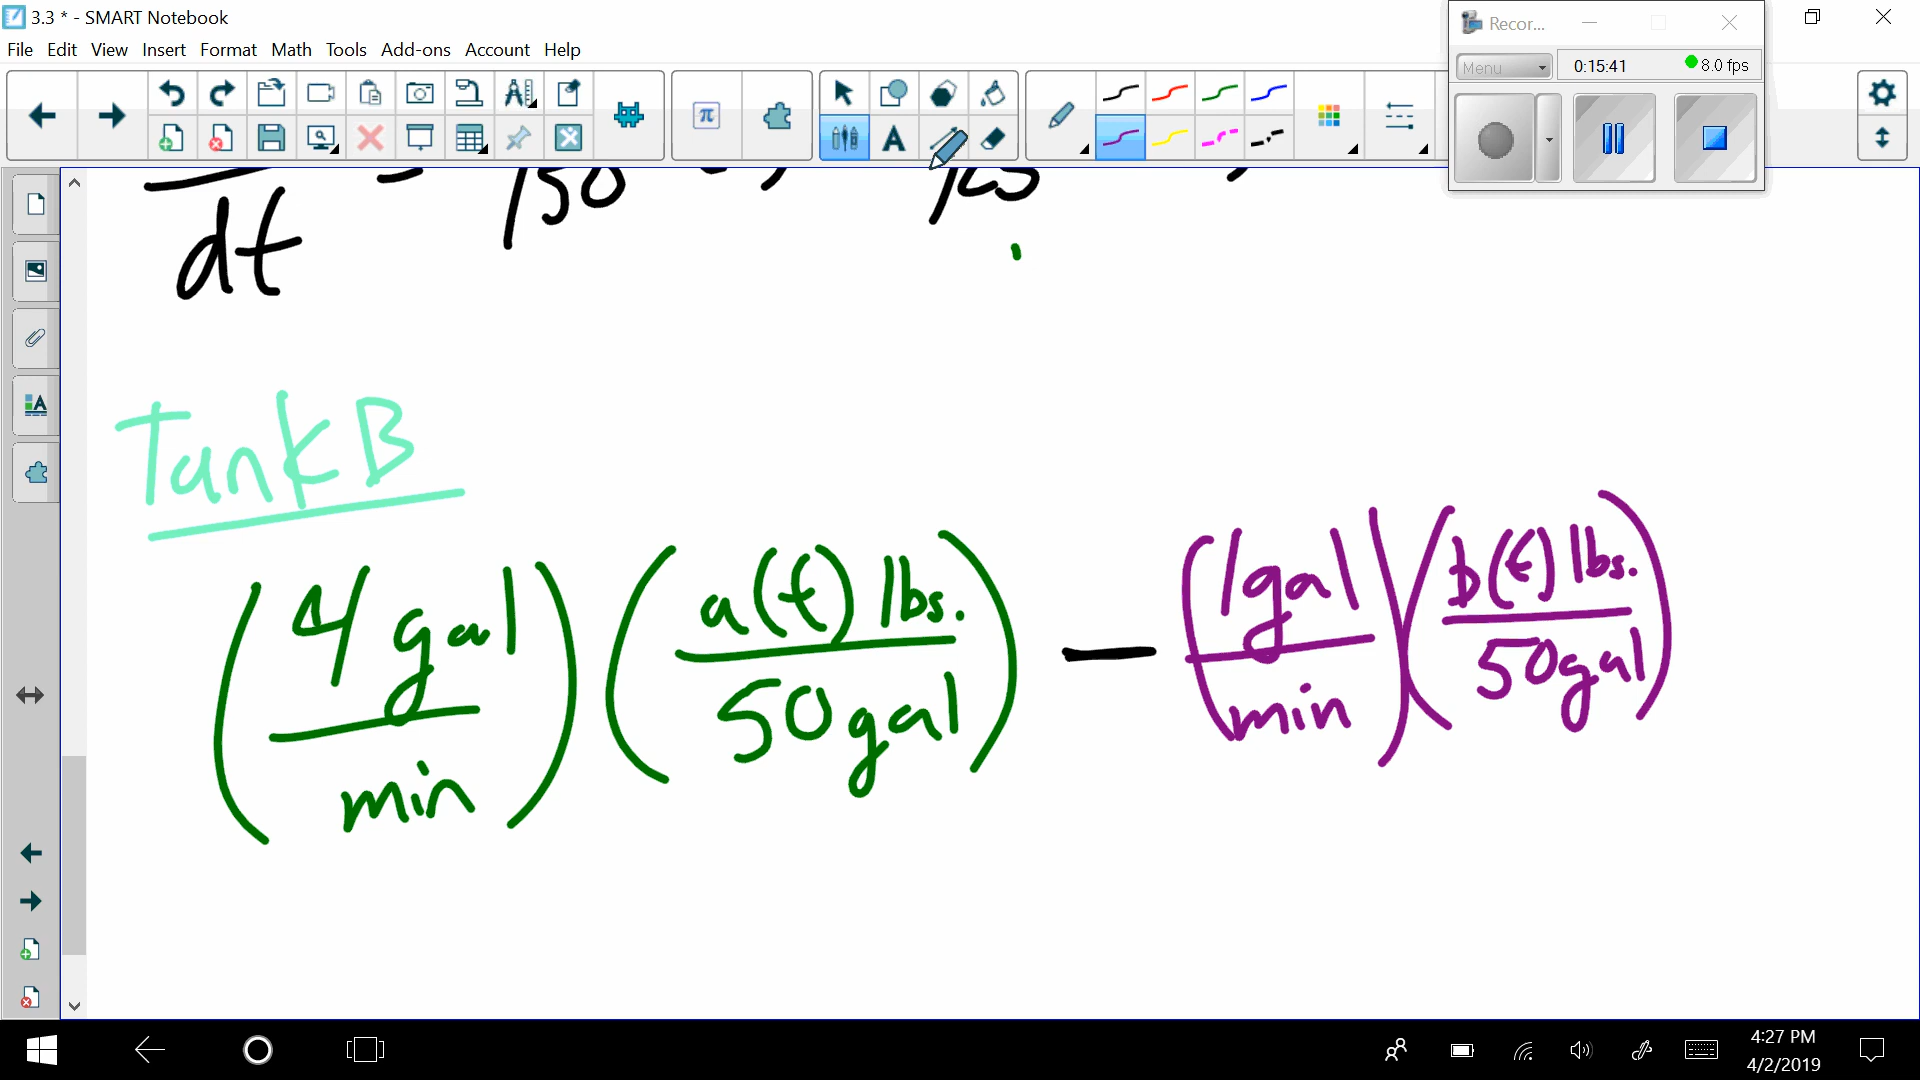 3.3 * - SMART Notebook
File Edit View Insert Format Math Tools Add-ons Account Help
Recor...
Menu
0:15:41
8.0 fps
π
A
A
dt =
Tank B
(4 gal / min) (a(t) lbs. / 50 gal) — (1 gal / min) (b(t) lbs. / 50 gal)
4:27 PM
4/2/2019